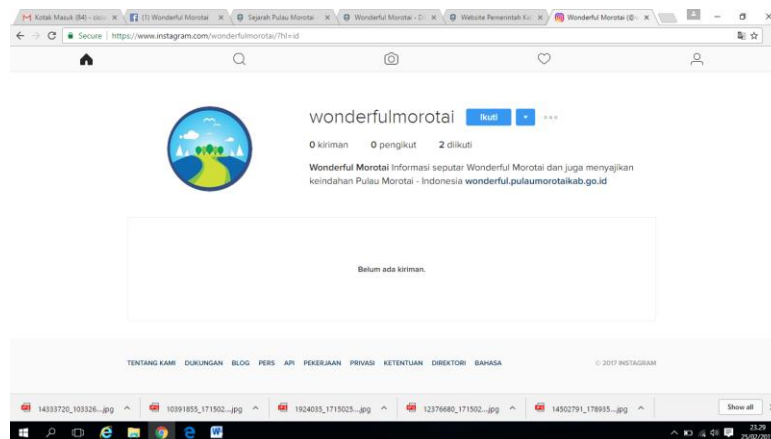 Kotak Masuk (84) - 
(1) Wonderful Morotai
Sejarah Pulau Morotai
Wonderful Morotai - D
Website Pemerintah Ka
Wonderful Morotai (@
Secure | https://www.instagram.com/wonderfulmorotai/?hl=id
wonderfulmorotai Ikuti
0 kiriman 0 pengikut 2 diikuti
Wonderful Morotai Informasi seputar Wonderful Morotai dan juga menyajikan
keindahan Pulau Morotai - Indonesia wonderful.pulaumorotaikab.go.id
Belum ada kiriman.
TENTANG KAMI DUKUNGAN BLOG PERS API PEKERJAAN PRIVASI KETENTUAN DIREKTORI BAHASA © 2017 INSTAGRAM
14333720_103326...jpg 10391855_171502...jpg 1924035_1715025...jpg 12376680_171502...jpg 14502791_178935...jpg Show all
23.29
25/02/201